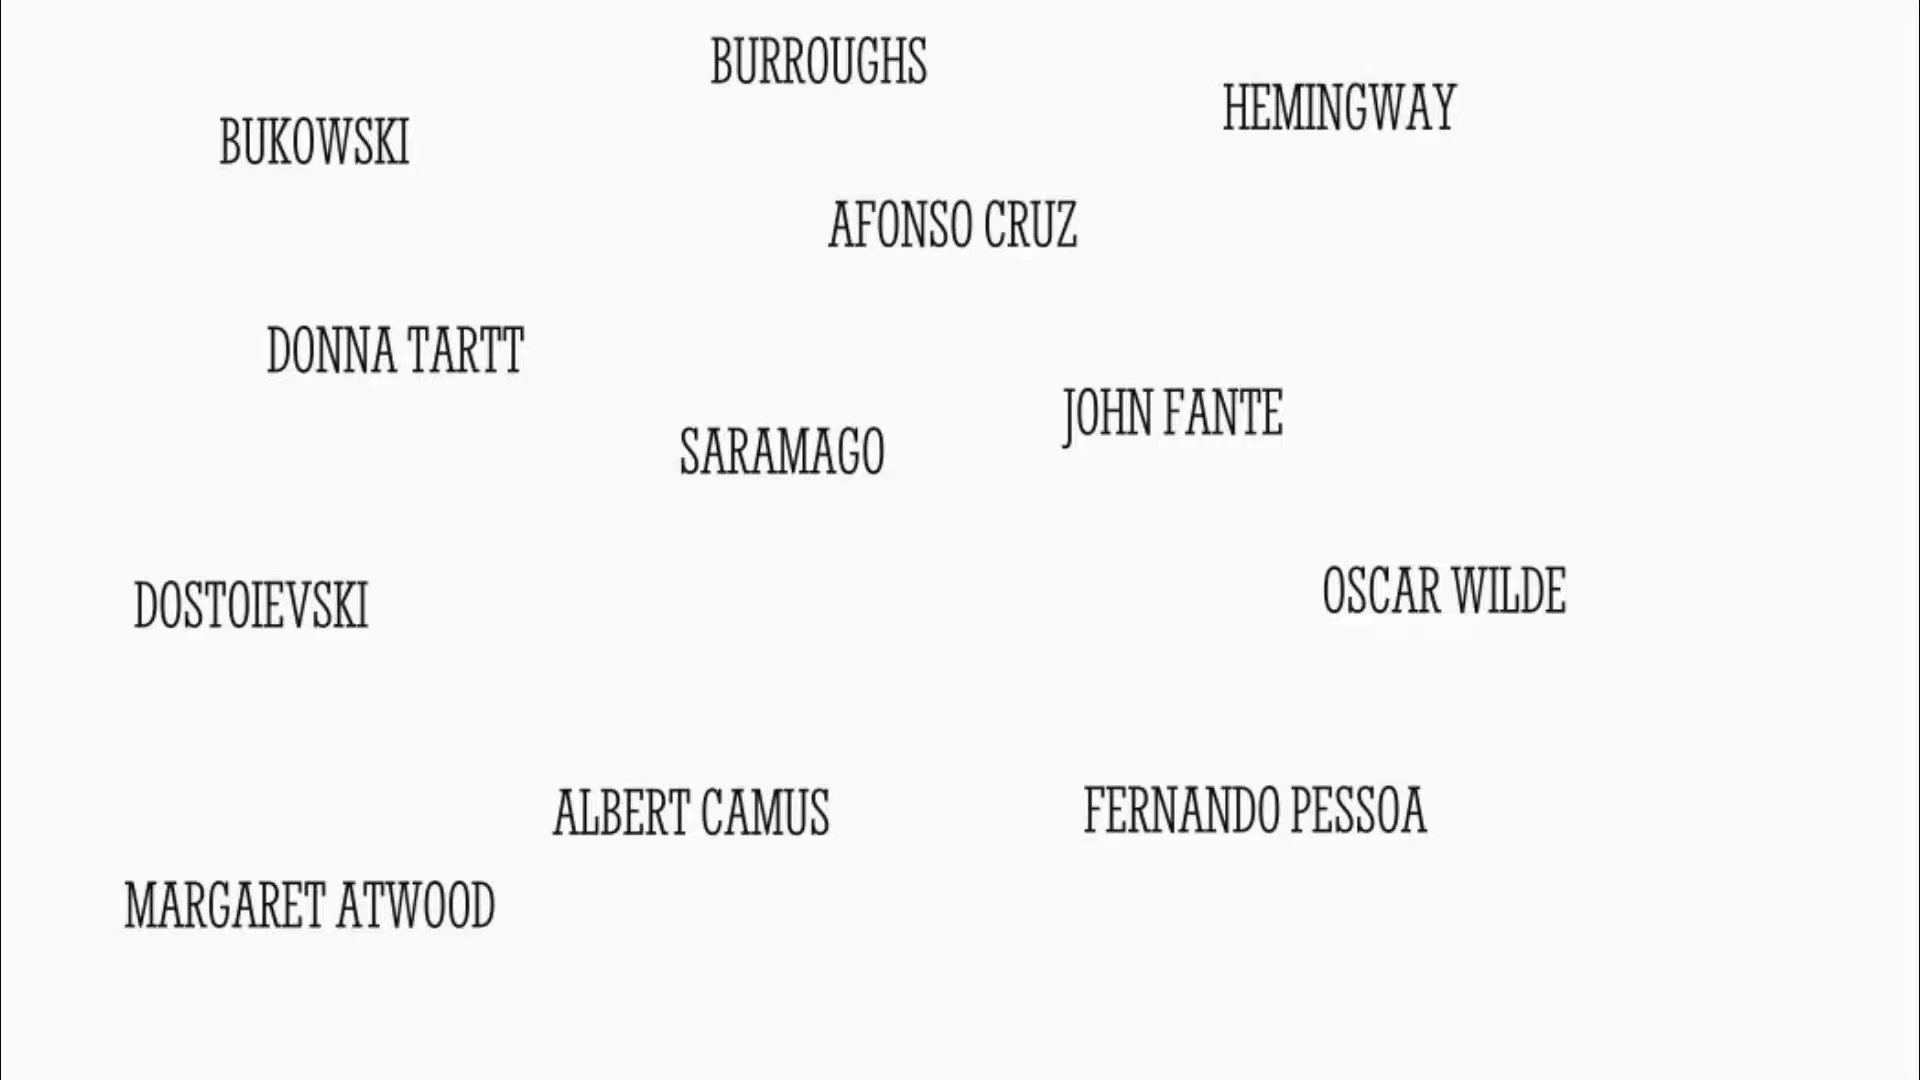 BURROUGHS
HEMINGWAY
BUKOWSKI
AFONSO CRUZ
DONNA TARTT
JOHN FANTE
SARAMAGO
OSCAR WILDE
DOSTOIEVSKI
FERNANDO PESSOA
ALBERT CAMUS
MARGARET ATWOOD